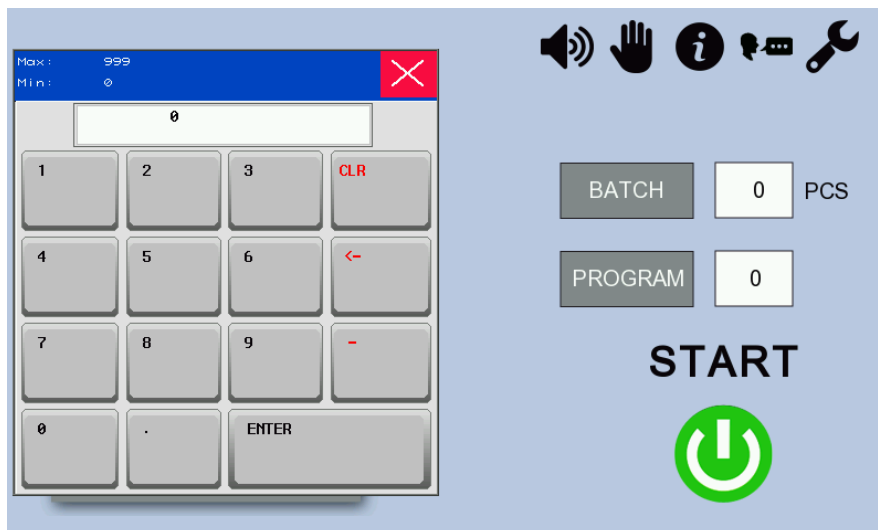 Max: 999
Min: 0
0
1 2 3 CLR
4 5 6 <-
7 8 9 -
0 . ENTER
BATCH 0 PCS
PROGRAM 0
START